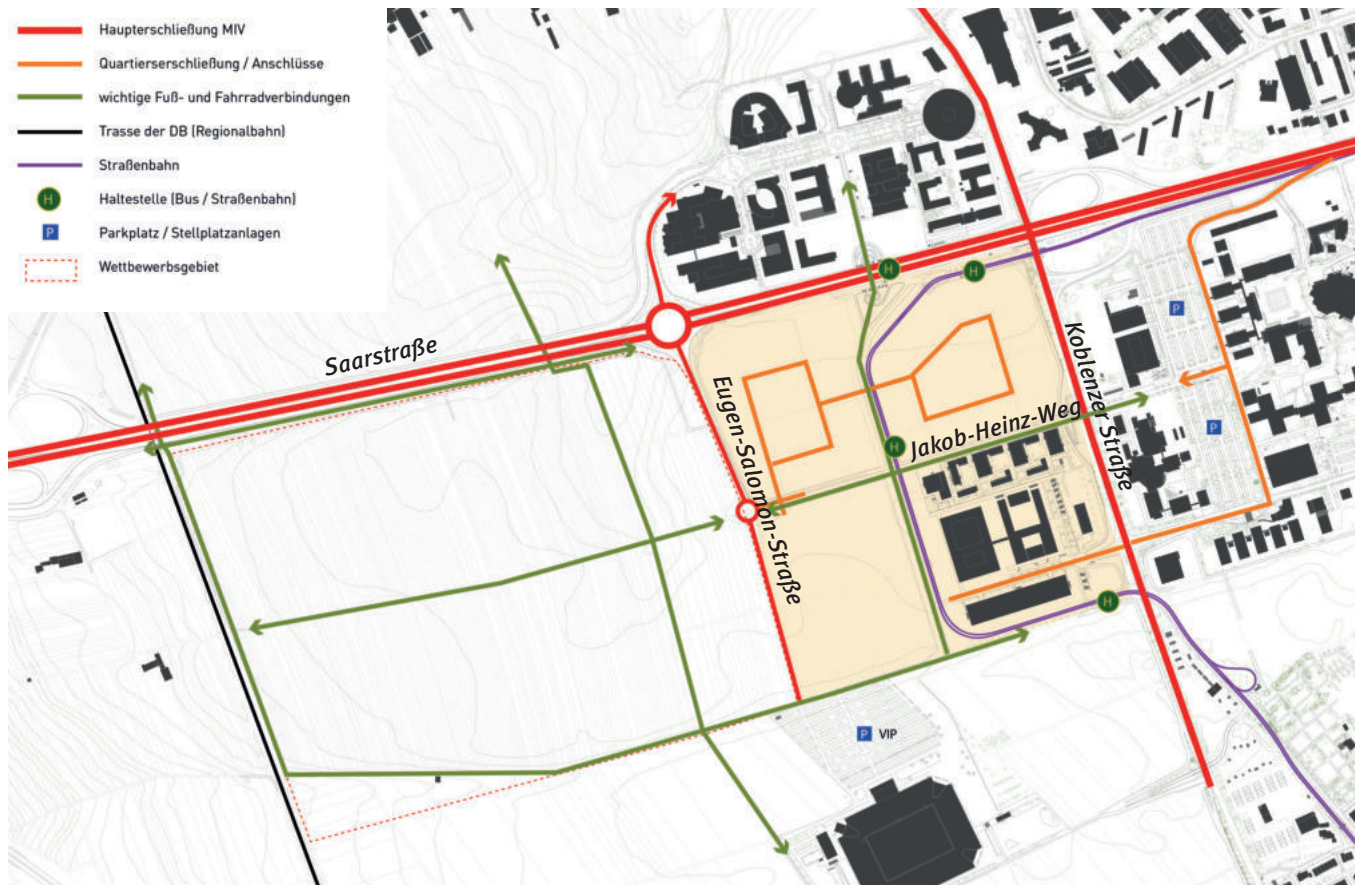 Haupterschließung MIV
Quartierserschließung / Anschlüsse
wichtige Fuß- und Fahrradverbindungen
Trasse der DB (Regionalbahn)
Straßenbahn
H Haltestelle (Bus / Straßenbahn)
P Parkplatz / Stellplatzanlagen
Wettbewerbsgebiet
H
H
P
Saarstraße
Koblenzer Straße
Eugen-Salomon-Straße
Jakob-Heinz-Weg
H
P
H
P VIP